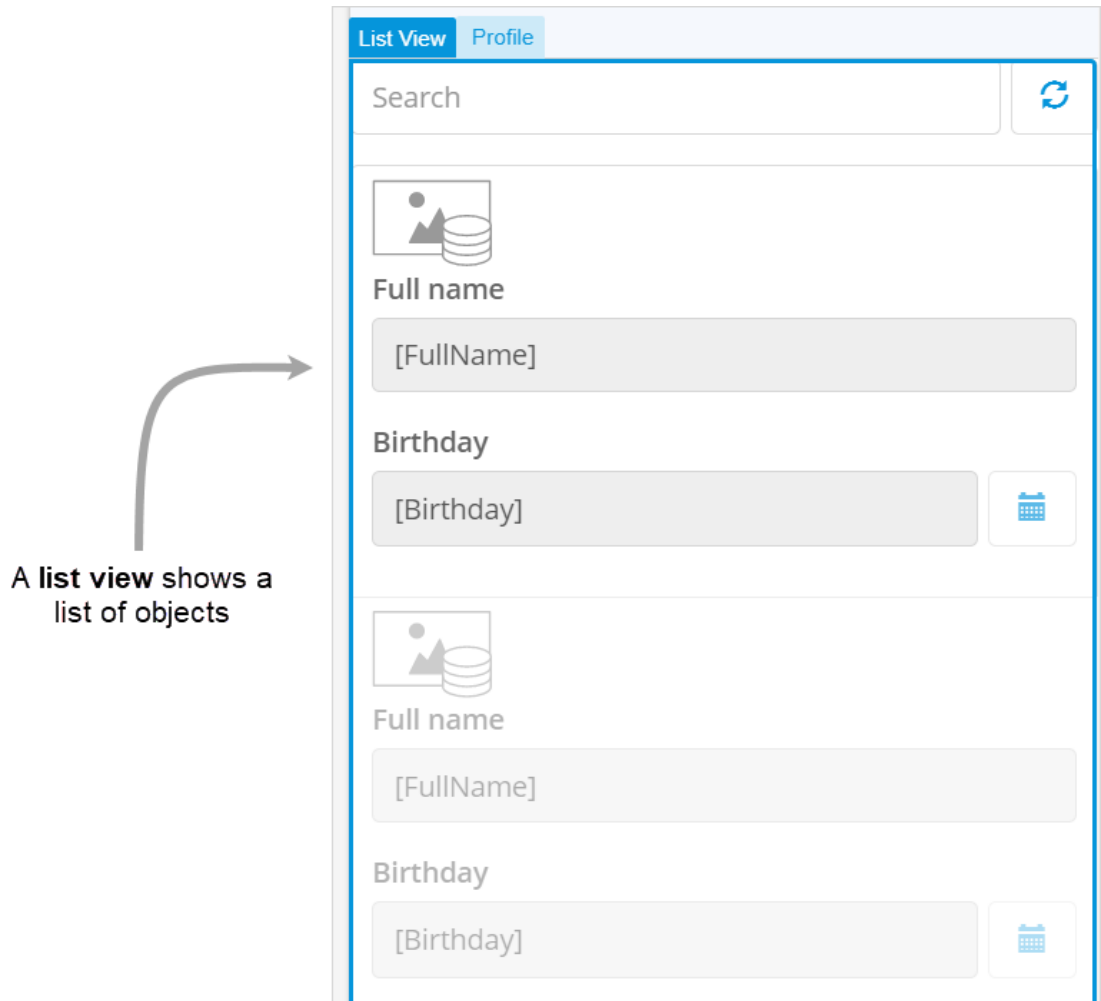 List View Profile
Search
Full name
[FullName]
Birthday
[Birthday]
A list view shows a
list of objects
Full name
[FullName]
Birthday
[Birthday]